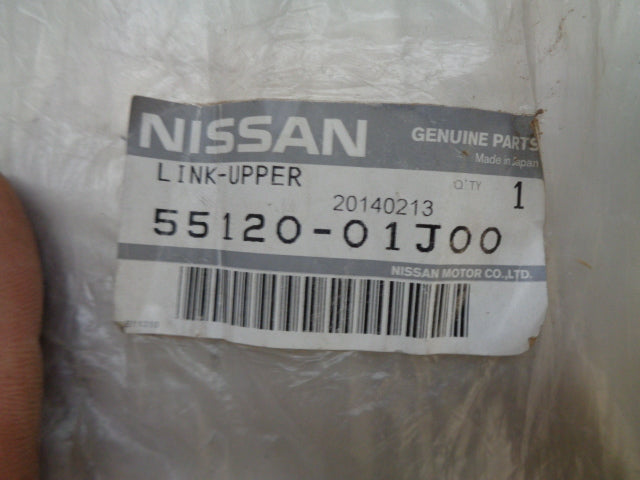 NISSAN GENUINE PARTS
Made in Japan
LINK-UPPER Q'TY 1
20140213
55120-01J00
NISSAN MOTOR CO.,LTD.